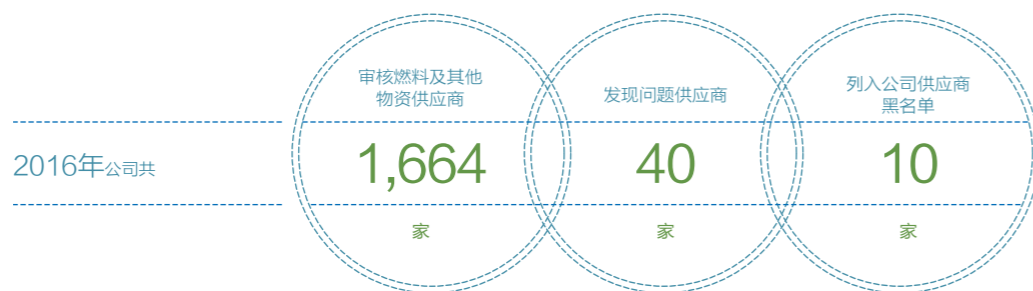 审核燃料及其他
物资供应商
发现问题供应商
列入公司供应商
黑名单
2016年公司共
1,664
40
10
家
家
家